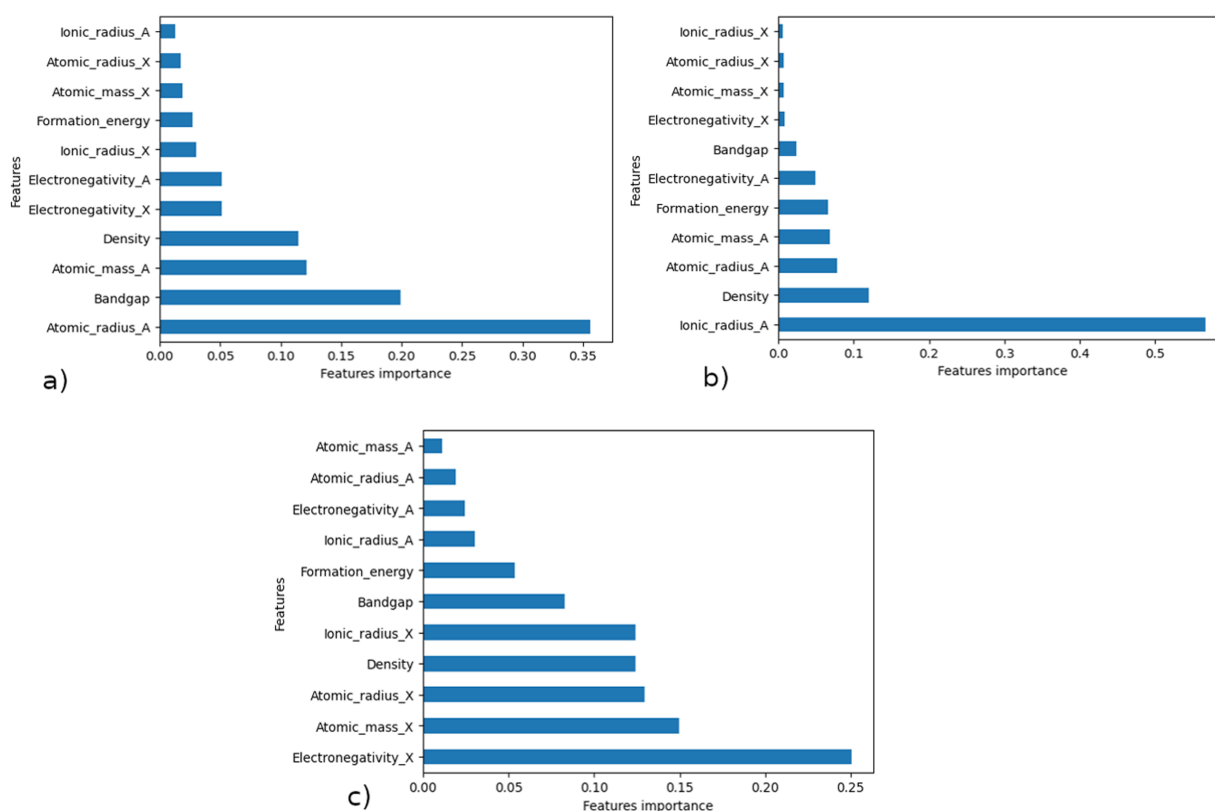 Ionic_radius_A
Atomic_radius_X
Atomic_mass_X
Formation_energy
Ionic_radius_X
Electronegativity_A
Electronegativity_X
Density
Atomic_mass_A
Bandgap
Atomic_radius_A
Features
0.00 0.05 0.10 0.15 0.20 0.25 0.30 0.35
Features importance
a)
Ionic_radius_X
Atomic_radius_X
Atomic_mass_X
Electronegativity_X
Bandgap
Electronegativity_A
Formation_energy
Atomic_mass_A
Atomic_radius_A
Density
Ionic_radius_A
Features
0.0 0.1 0.2 0.3 0.4 0.5
Features importance
b)
Atomic_mass_A
Atomic_radius_A
Electronegativity_A
Ionic_radius_A
Formation_energy
Bandgap
Ionic_radius_X
Density
Atomic_radius_X
Atomic_mass_X
Electronegativity_X
Features
0.00 0.05 0.10 0.15 0.20 0.25
Features importance
c)